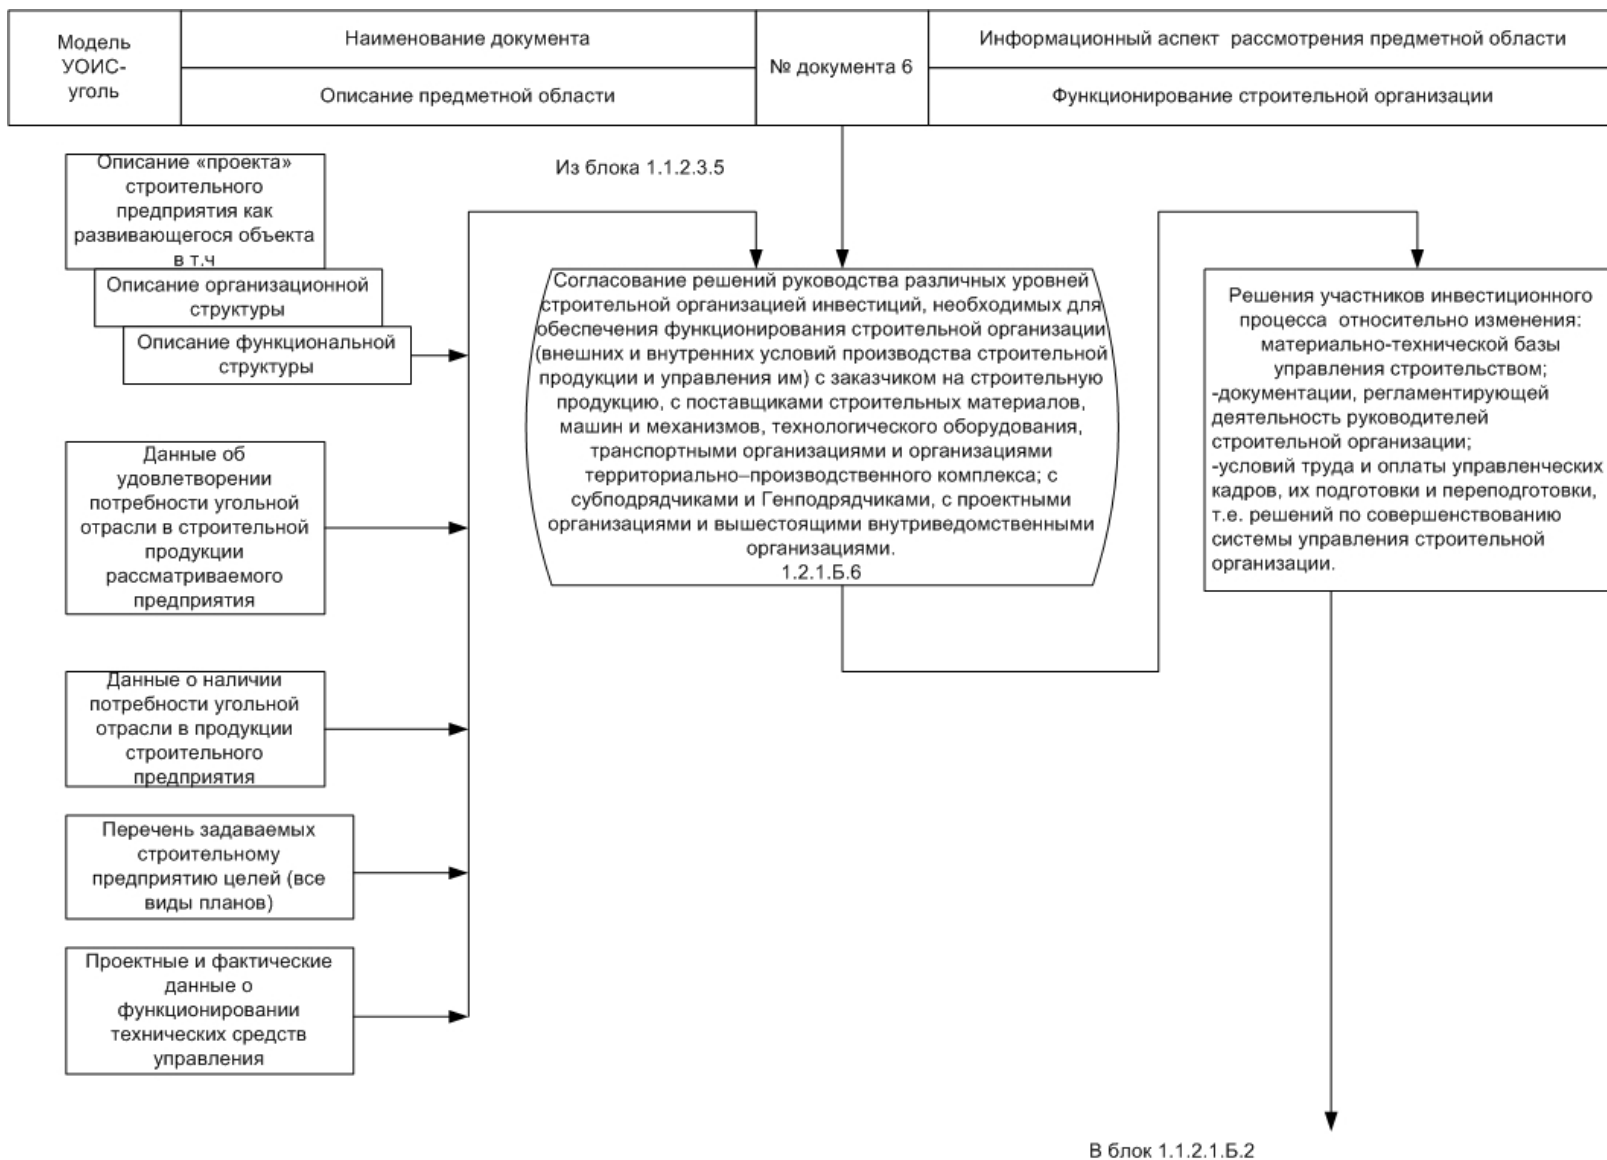 Модель
УОИС-
уголь
Наименование документа
Описание предметной области
№ документа 6
Информационный аспект рассмотрения предметной области
Функционирование строительной организации
Из блока 1.1.2.3.5
Описание «проекта»
строительного
предприятия как
развивающегося объекта
в т.ч
Описание организационной
структуры
Описание функциональной
структуры
Данные об
удовлетворении
потребности угольной
отрасли в строительной
продукции
рассматриваемого
предприятия
Данные о наличии
потребности угольной
отрасли в продукции
строительного
предприятия
Перечень задаваемых
строительному
предприятию целей (все
виды планов)
Проектные и фактические
данные о
функционировании
технических средств
управления
Согласование решений руководства различных уровней
строительной организацией инвестиций, необходимых для
обеспечения функционирования строительной организации
(внешних и внутренних условий производства строительной
продукции и управления им) с заказчиком на строительную
продукцию, с поставщиками строительных материалов,
машин и механизмов, технологического оборудования,
транспортными организациями и организациями
территориально–производственного комплекса; с
субподрядчиками и Генподрядчиками, с проектными
организациями и вышестоящими внутриведомственными
организациями.
1.2.1.Б.6
Решения участников инвестиционного
процесса относительно изменения:
материально-технической базы
управления строительством;
-документации, регламентирующей
деятельность руководителей
строительной организации;
-условий труда и оплаты управленческих
кадров, их подготовки и переподготовки,
т.е. решений по совершенствованию
системы управления строительной
организации.
В блок 1.1.2.1.Б.2